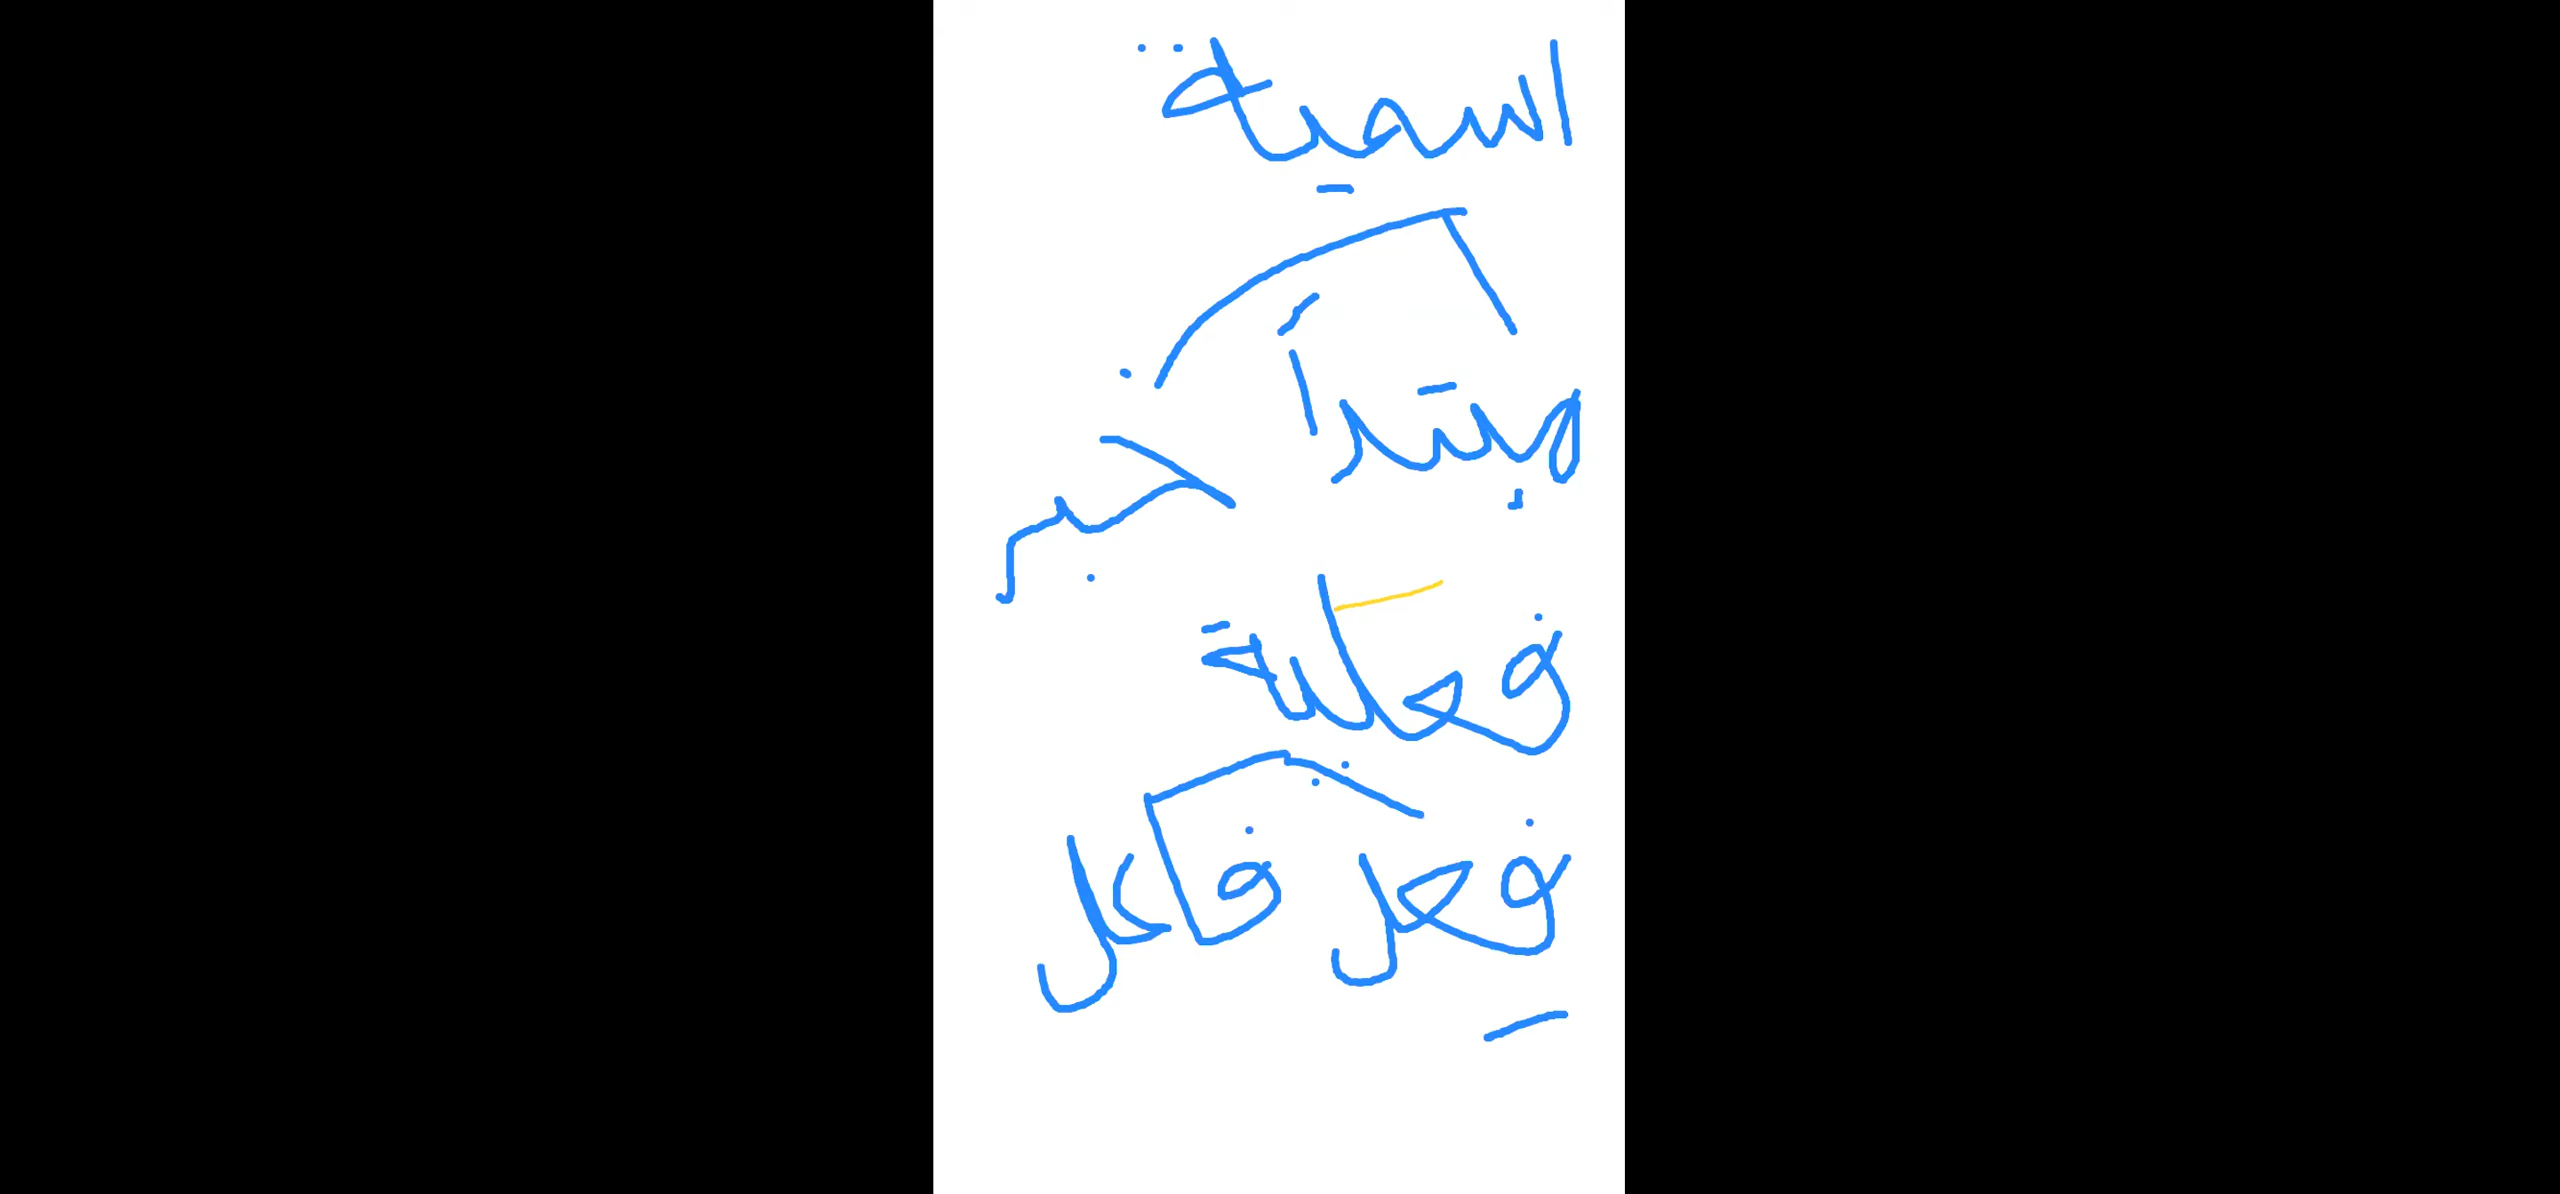 اسمية
مبتدأ خبر
فعلية
فعل فاعل